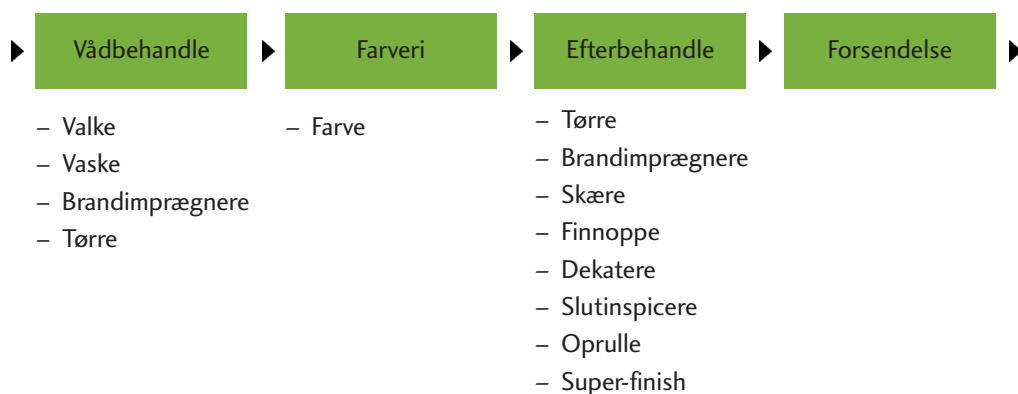 Vådbehandle
– Valke
– Vaske
– Brandimprægnere
– Tørre
Farveri
– Farve
Efterbehandle
– Tørre
– Brandimprægnere
– Skære
– Finnoppe
– Dekatere
– Slutinspicere
– Oprulle
– Super-finish
Forsendelse